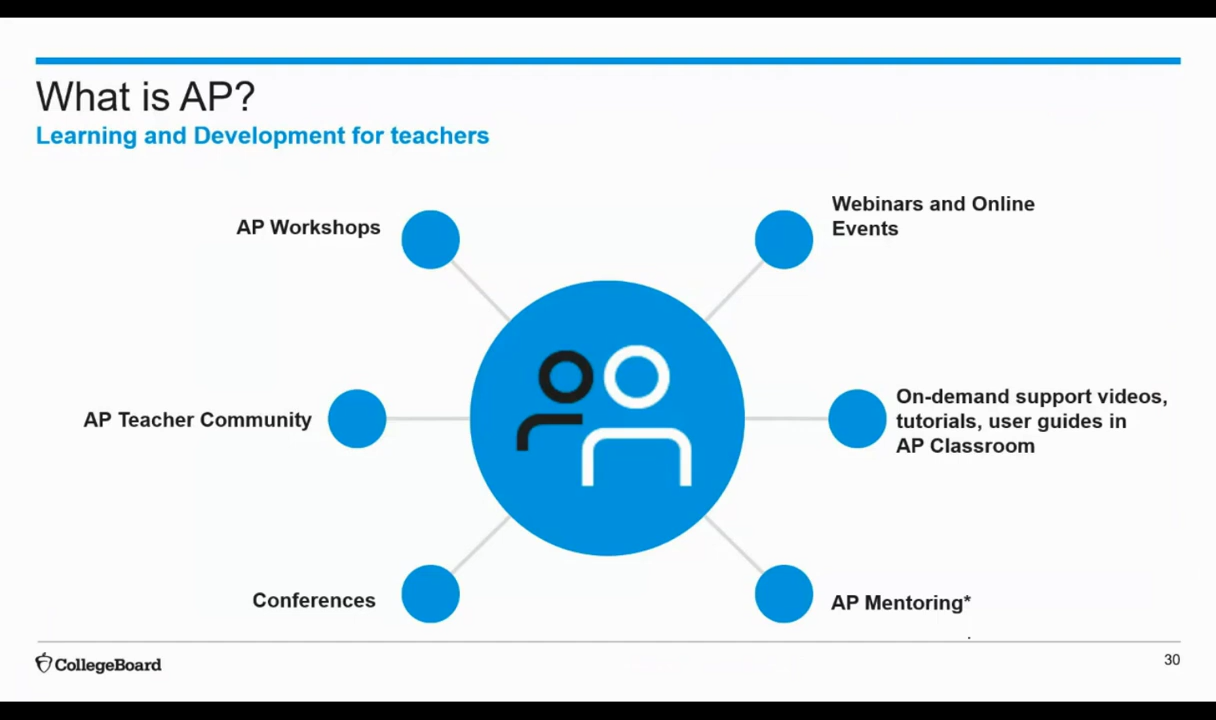 What is AP?
Learning and Development for teachers
AP Workshops
Webinars and Online
Events
AP Teacher Community
On-demand support videos,
tutorials, user guides in
AP Classroom
Conferences
AP Mentoring*
CollegeBoard
30